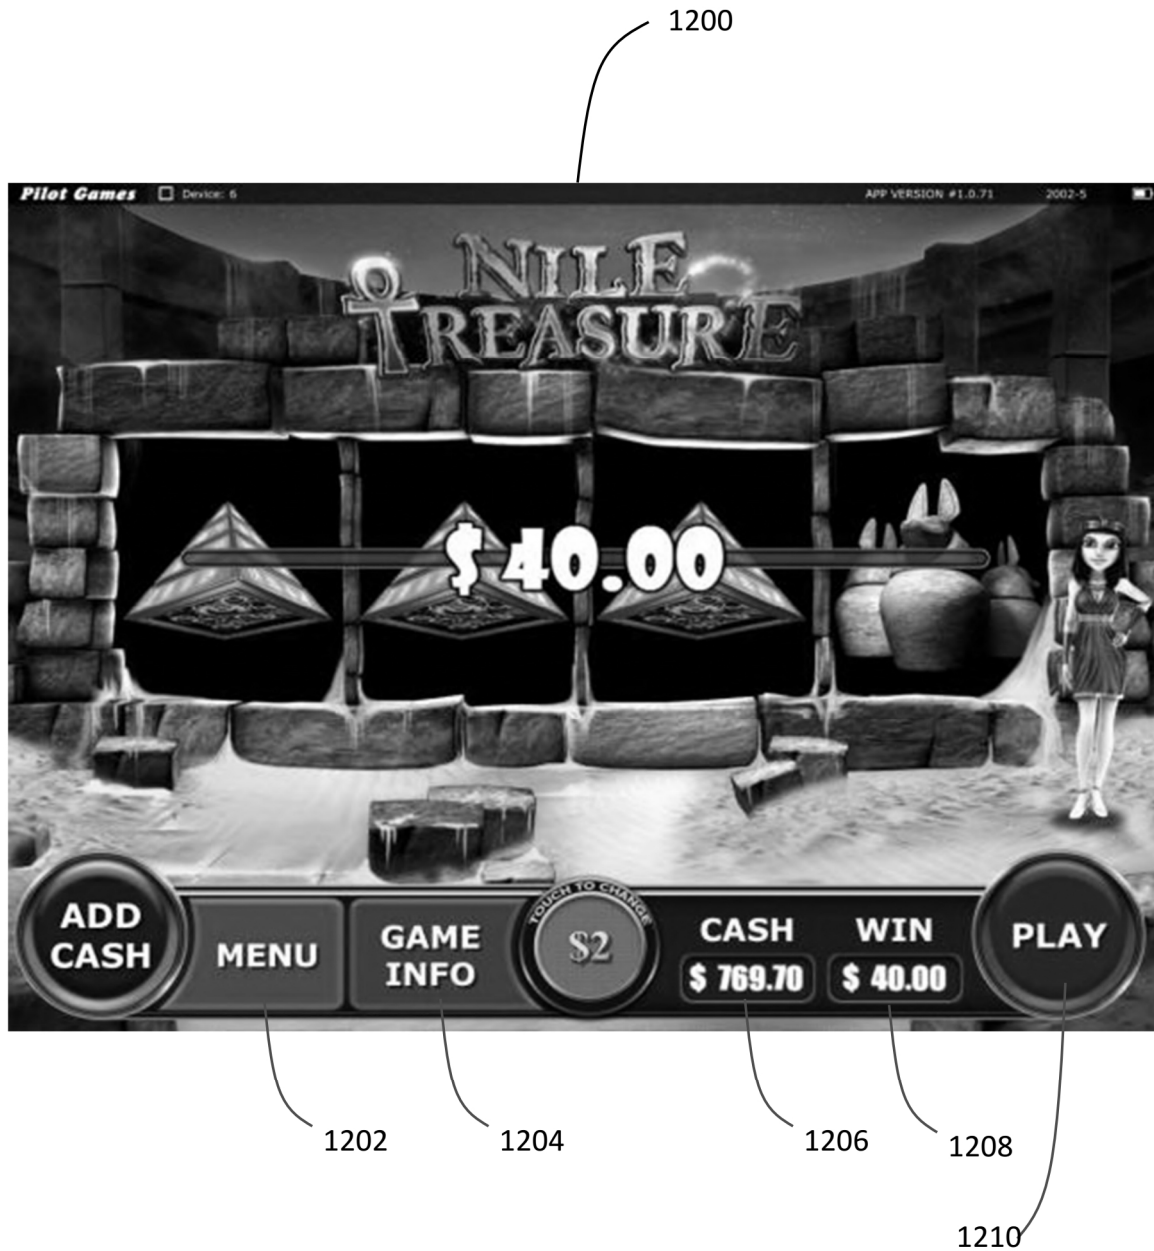 1200
Pilot Games Device: 6 APP VERSION #1.0.71 2002-5
NILE
TREASURE
$ 40.00
ADD
CASH
MENU
GAME
INFO
TOUCH TO CHANGE
$2
CASH
$ 769.70
WIN
$ 40.00
PLAY
1202
1204
1206
1208
1210